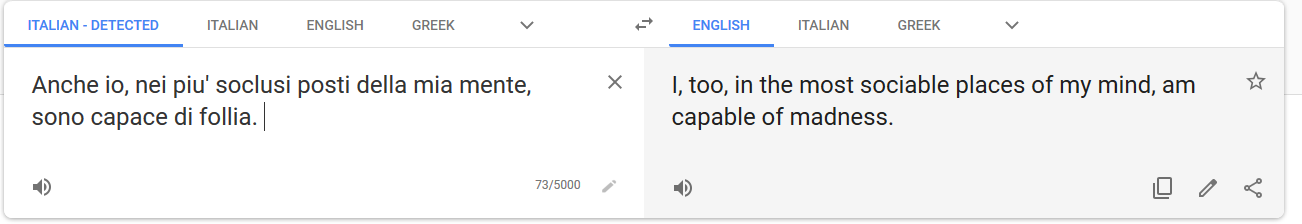 ITALIAN - DETECTED ITALIAN ENGLISH GREEK ENGLISH ITALIAN GREEK
Anche io, nei piu' soclusi posti della mia mente,
sono capace di follia.
73/5000
I, too, in the most sociable places of my mind, am
capable of madness.